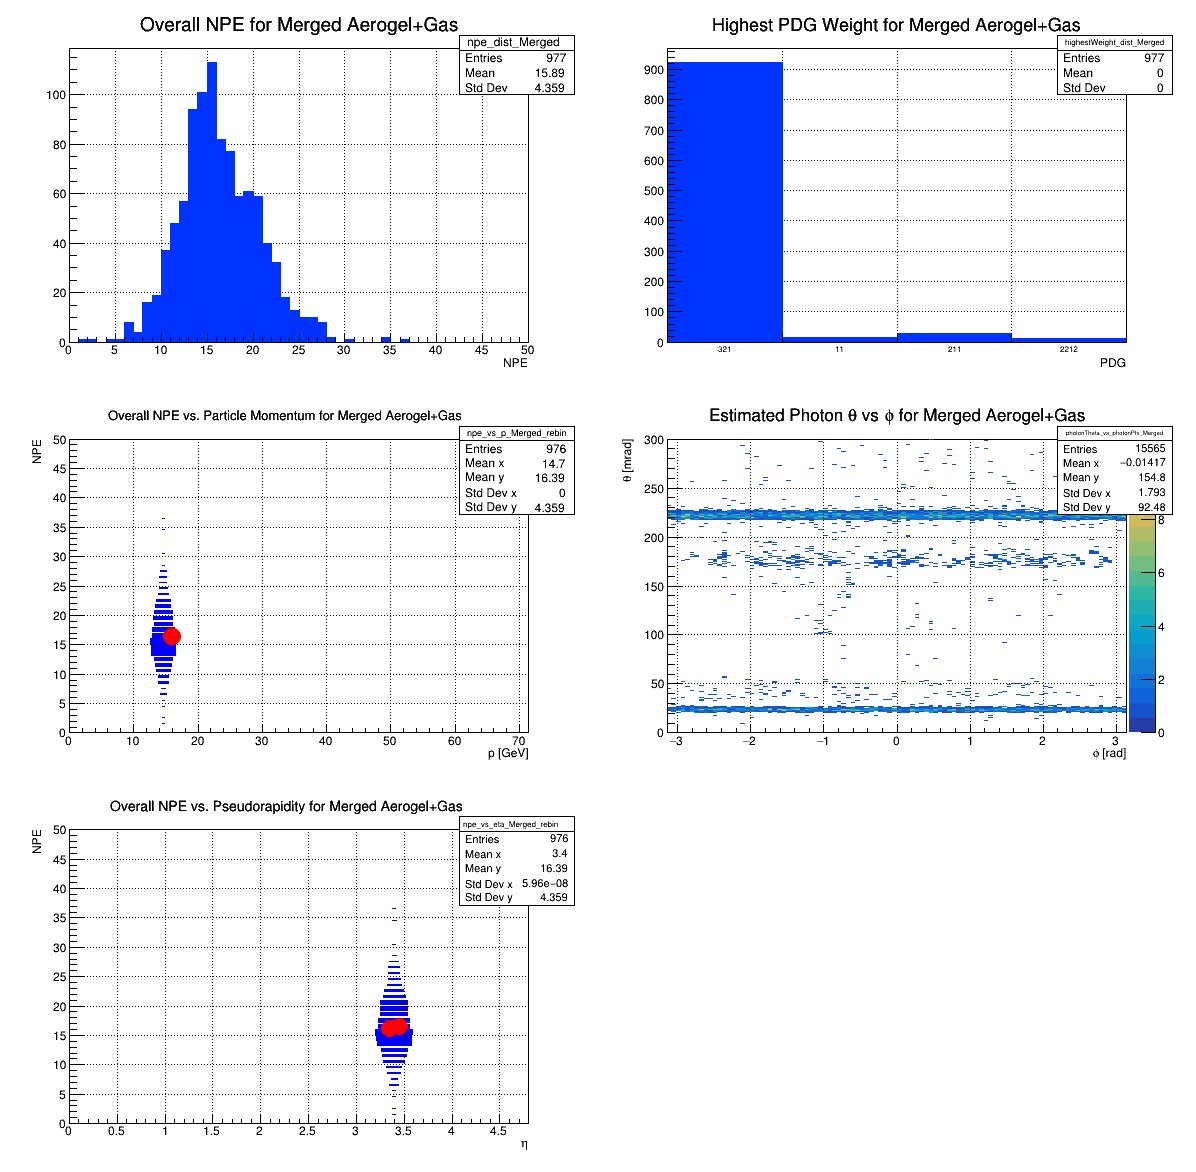 Overall NPE for Merged Aerogel+Gas
npe_dist_Merged
Entries 977
Mean 15.89
Std Dev 4.359
100
80
60
40
20
0
0 5 10 15 20 25 30 35 40 45 50
NPE
Highest PDG Weight for Merged Aerogel+Gas
highestWeight_dist_Merged
Entries 977
Mean 0
Std Dev 0
900
800
700
600
500
400
300
200
100
0
321 11 211 2212
PDG
Overall NPE vs. Particle Momentum for Merged Aerogel+Gas
npe_vs_p_Merged_rebin
Entries 976
Mean x 14.7
Mean y 16.39
Std Dev x 0
Std Dev y 4.359
NPE
50
45
40
35
30
25
20
15
10
5
0
0 10 20 30 40 50 60 70
p [GeV]
Estimated Photon θ vs ϕ for Merged Aerogel+Gas
photonTheta_vs_photonPhi_Merged
Entries 15565
Mean x −0.01417
Mean y 154.8
Std Dev x 1.793
Std Dev y 92.48
θ [mrad]
300
250
200
150
100
50
0
−3 −2 −1 0 1 2 3
ϕ [rad]
8
6
4
2
0
Overall NPE vs. Pseudorapidity for Merged Aerogel+Gas
npe_vs_eta_Merged_rebin
Entries 976
Mean x 3.4
Mean y 16.39
Std Dev x 5.96e−08
Std Dev y 4.359
NPE
50
45
40
35
30
25
20
15
10
5
0
0 0.5 1 1.5 2 2.5 3 3.5 4 4.5
η